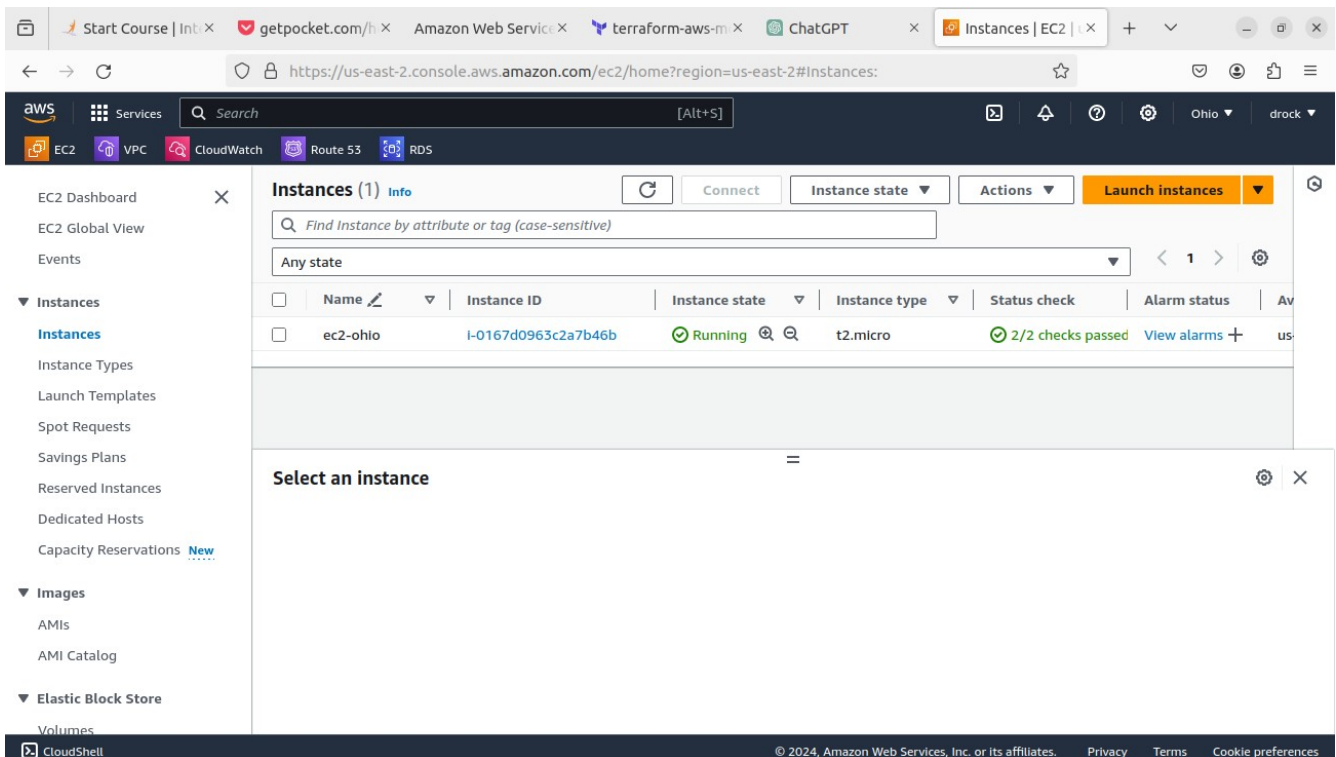 Start Course | Int
getpocket.com/h
Amazon Web Service
terraform-aws-m
ChatGPT
Instances | EC2 | u
https://us-east-2.console.aws.amazon.com/ec2/home?region=us-east-2#Instances:
aws Services Search [Alt+S] Ohio drock
EC2 VPC CloudWatch Route 53 RDS
EC2 Dashboard
EC2 Global View
Events
Instances
Instances
Instance Types
Launch Templates
Spot Requests
Savings Plans
Reserved Instances
Dedicated Hosts
Capacity Reservations New
Images
AMIs
AMI Catalog
Elastic Block Store
Volumes
Instances (1) Info Connect Instance state Actions Launch instances
Find Instance by attribute or tag (case-sensitive)
Any state 1
Name Instance ID Instance state Instance type Status check Alarm status Av
ec2-ohio i-0167d0963c2a7b46b Running t2.micro 2/2 checks passed View alarms + us-
Select an instance
CloudShell © 2024, Amazon Web Services, Inc. or its affiliates. Privacy Terms Cookie preferences